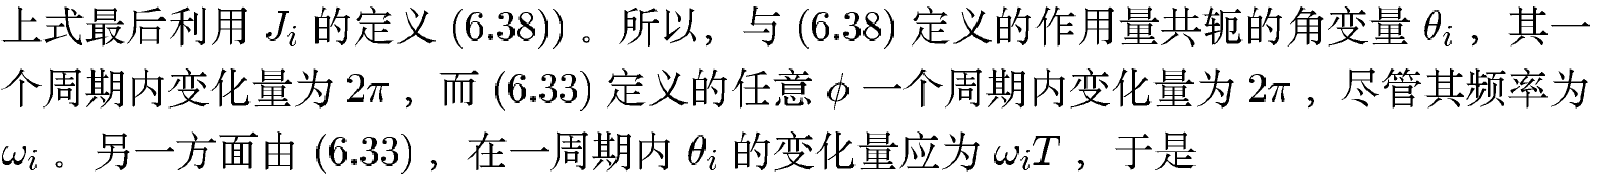 上式最后利用 J_i 的定义 (6.38)) 。所以，与 (6.38) 定义的作用量共轭的角变量 θ_i ，其一
个周期内变化量为 2π ，而 (6.33) 定义的任意 ϕ 一个周期内变化量为 2π ，尽管其频率为
ω_i 。另一方面由 (6.33) ，在一周期内 θ_i 的变化量应为 ω_iT ，于是